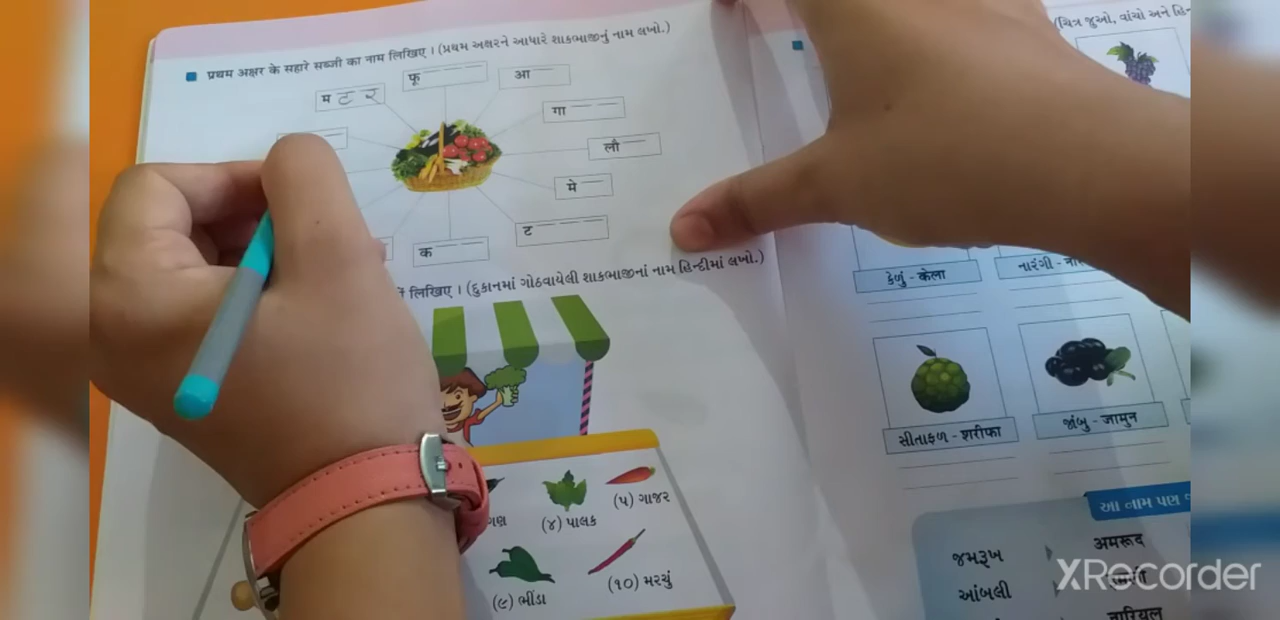 प्रथम अक्षर के सहारे सब्जी का नाम लिखिए । (પ્રથમ અક્ષરને આધારે શાકભાજીનું નામ લખો.)
फू
आ
म ट र
गा
लौ
मे
ट
क
लिखिए । (દુકાનમાં ગોઠવાયેલી શાકભાજીનાં નામ હિન્દીમાં લખો.)
(૪) પાલક
(૫) ગાજર
(૯) ભીંડા
(૧૦) મરચું
(ચિત્ર જુઓ, વાંચો અને
કેળું - केला
નારંગી -
સીતાફળ - शरीफा
જાંબુ - जामुन
આ નામ પણ
જમરૂખ अमरूद
આંબલી
नारियल
XRecorder